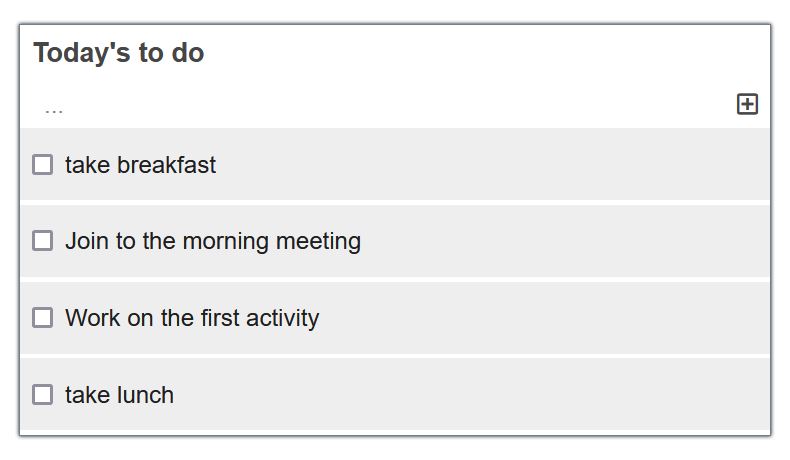 Today's to do
...
take breakfast
Join to the morning meeting
Work on the first activity
take lunch